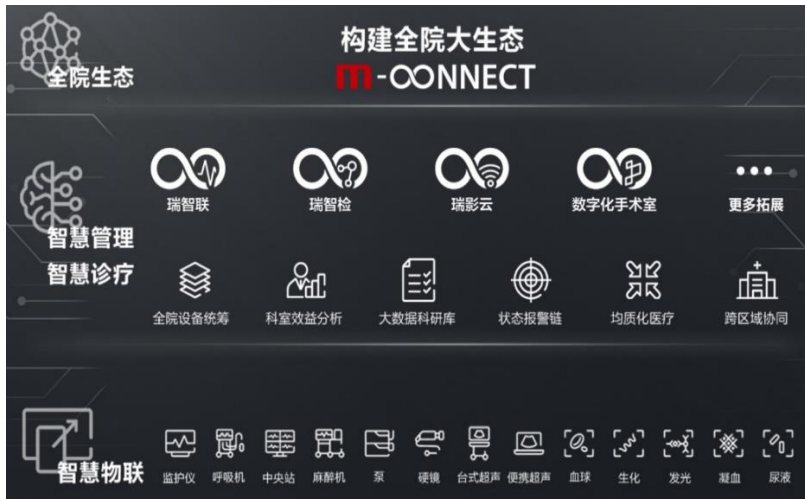 构建全院大生态
m-CONNECT
全院生态
瑞智联
瑞智检
瑞影云
数字化手术室
更多拓展
智慧管理
智慧诊疗
全院设备统筹
科室效益分析
大数据科研库
状态报警链
均质化医疗
跨区域协同
智慧物联
监护仪
呼吸机
中央站
麻醉机
泵
硬镜
台式超声
便携超声
血球
生化
发光
凝血
尿液